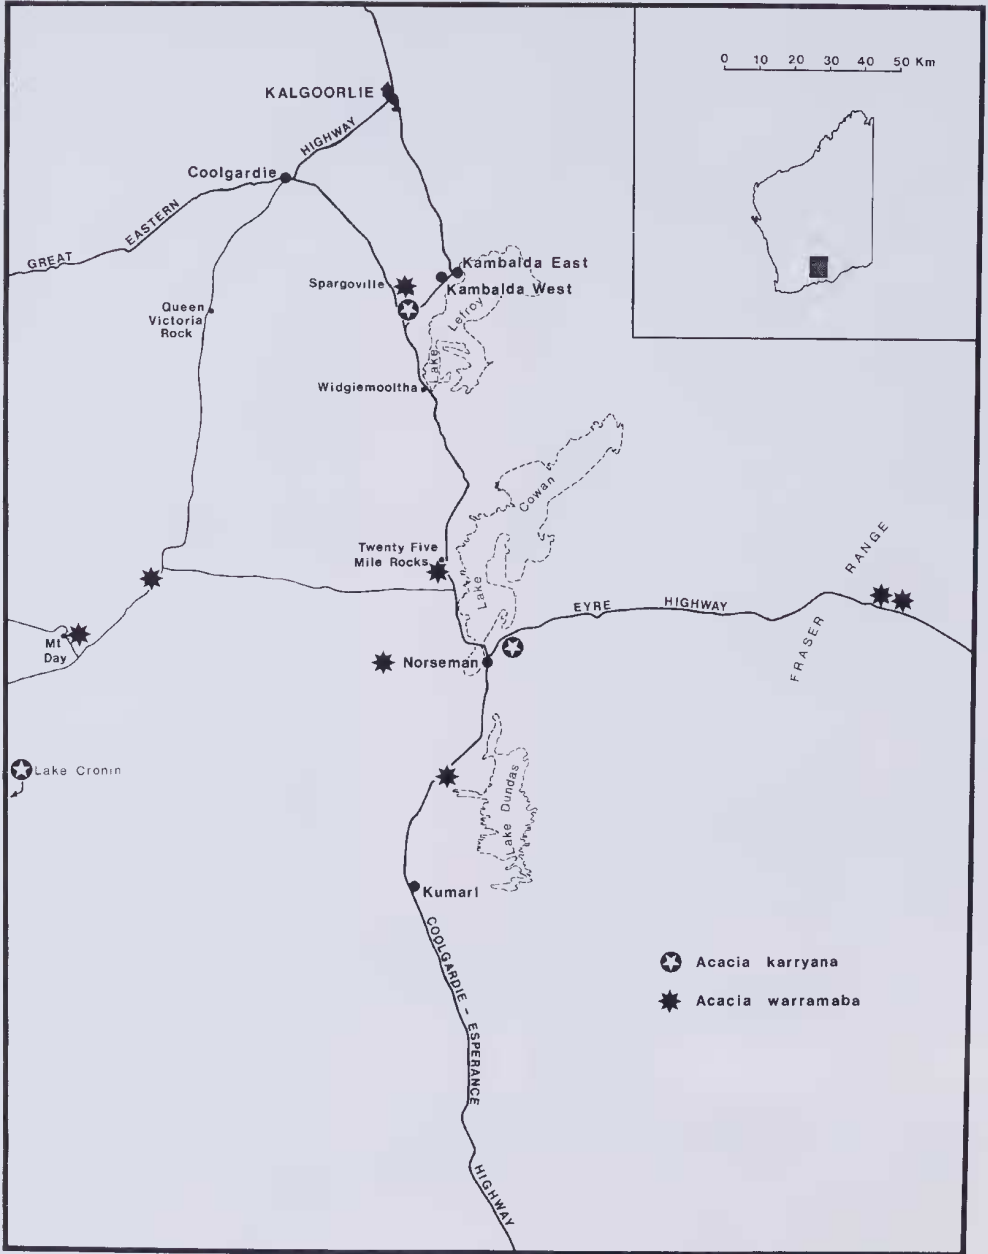 0 10 20 30 40 50 Km
KALGOORLIE
HIGHWAY
Coolgardie
EASTERN
GREAT
Kambalda East
Spargoville
Kambalda West
Queen
Victoria
Rock
Lake Lefroy
Widgiemooltha
Lake Cowan
Twenty Five
Mile Rocks
FRASER RANGE
EYRE HIGHWAY
Mt
Day
Norseman
Lake Cronin
Lake Dundas
Kumarl
COOLGARDIE - ESPERANCE HIGHWAY
Acacia karryana
Acacia warramaba